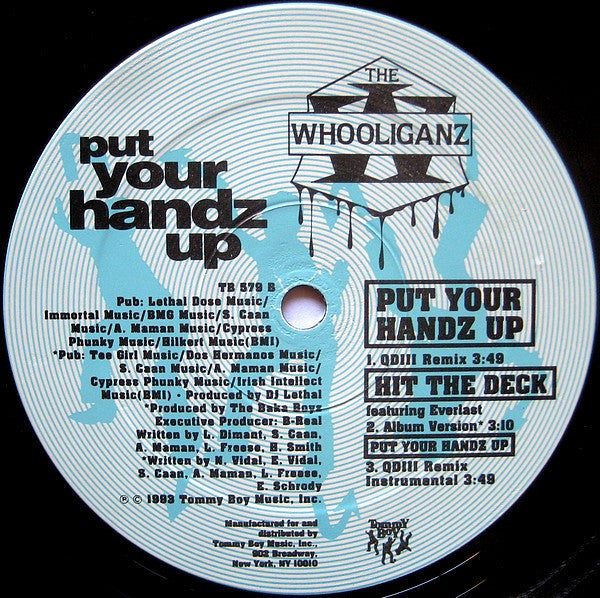 put
your
handz
up
THE
WHOOLIGANZ
TB 579 B
Pub: Lethal Dose Music/
Immortal Music/BMG Music/S. Caan
Music/A. Maman Music/Cypress
Phunky Music/Hilkert Music(BMI)
*Pub: Tee Girl Music/Dos Hermanos Music/
S. Caan Music/A. Maman Music/
Cypress Phunky Music/Irish Intellect
Music(BMI) • Produced by DJ Lethal
*Produced by The Baka Boyz
Executive Producer: B-Real
Written by L. Dimant, S. Caan,
A. Maman, L. Freese, H. Smith
*Written by N. Vidal, E. Vidal,
S. Caan, A. Maman, L. Freese,
E. Schrody
℗ © 1993 Tommy Boy Music, Inc.
PUT YOUR
HANDZ UP
1. QDIII Remix 3:49
HIT THE DECK
featuring Everlast
2. Album Version* 3:10
PUT YOUR HANDZ UP
3. QDIII Remix
Instrumental 3:49
Manufactured for and
distributed by
Tommy Boy Music, Inc.,
902 Broadway,
New York, NY 10010
Tommy
Boy